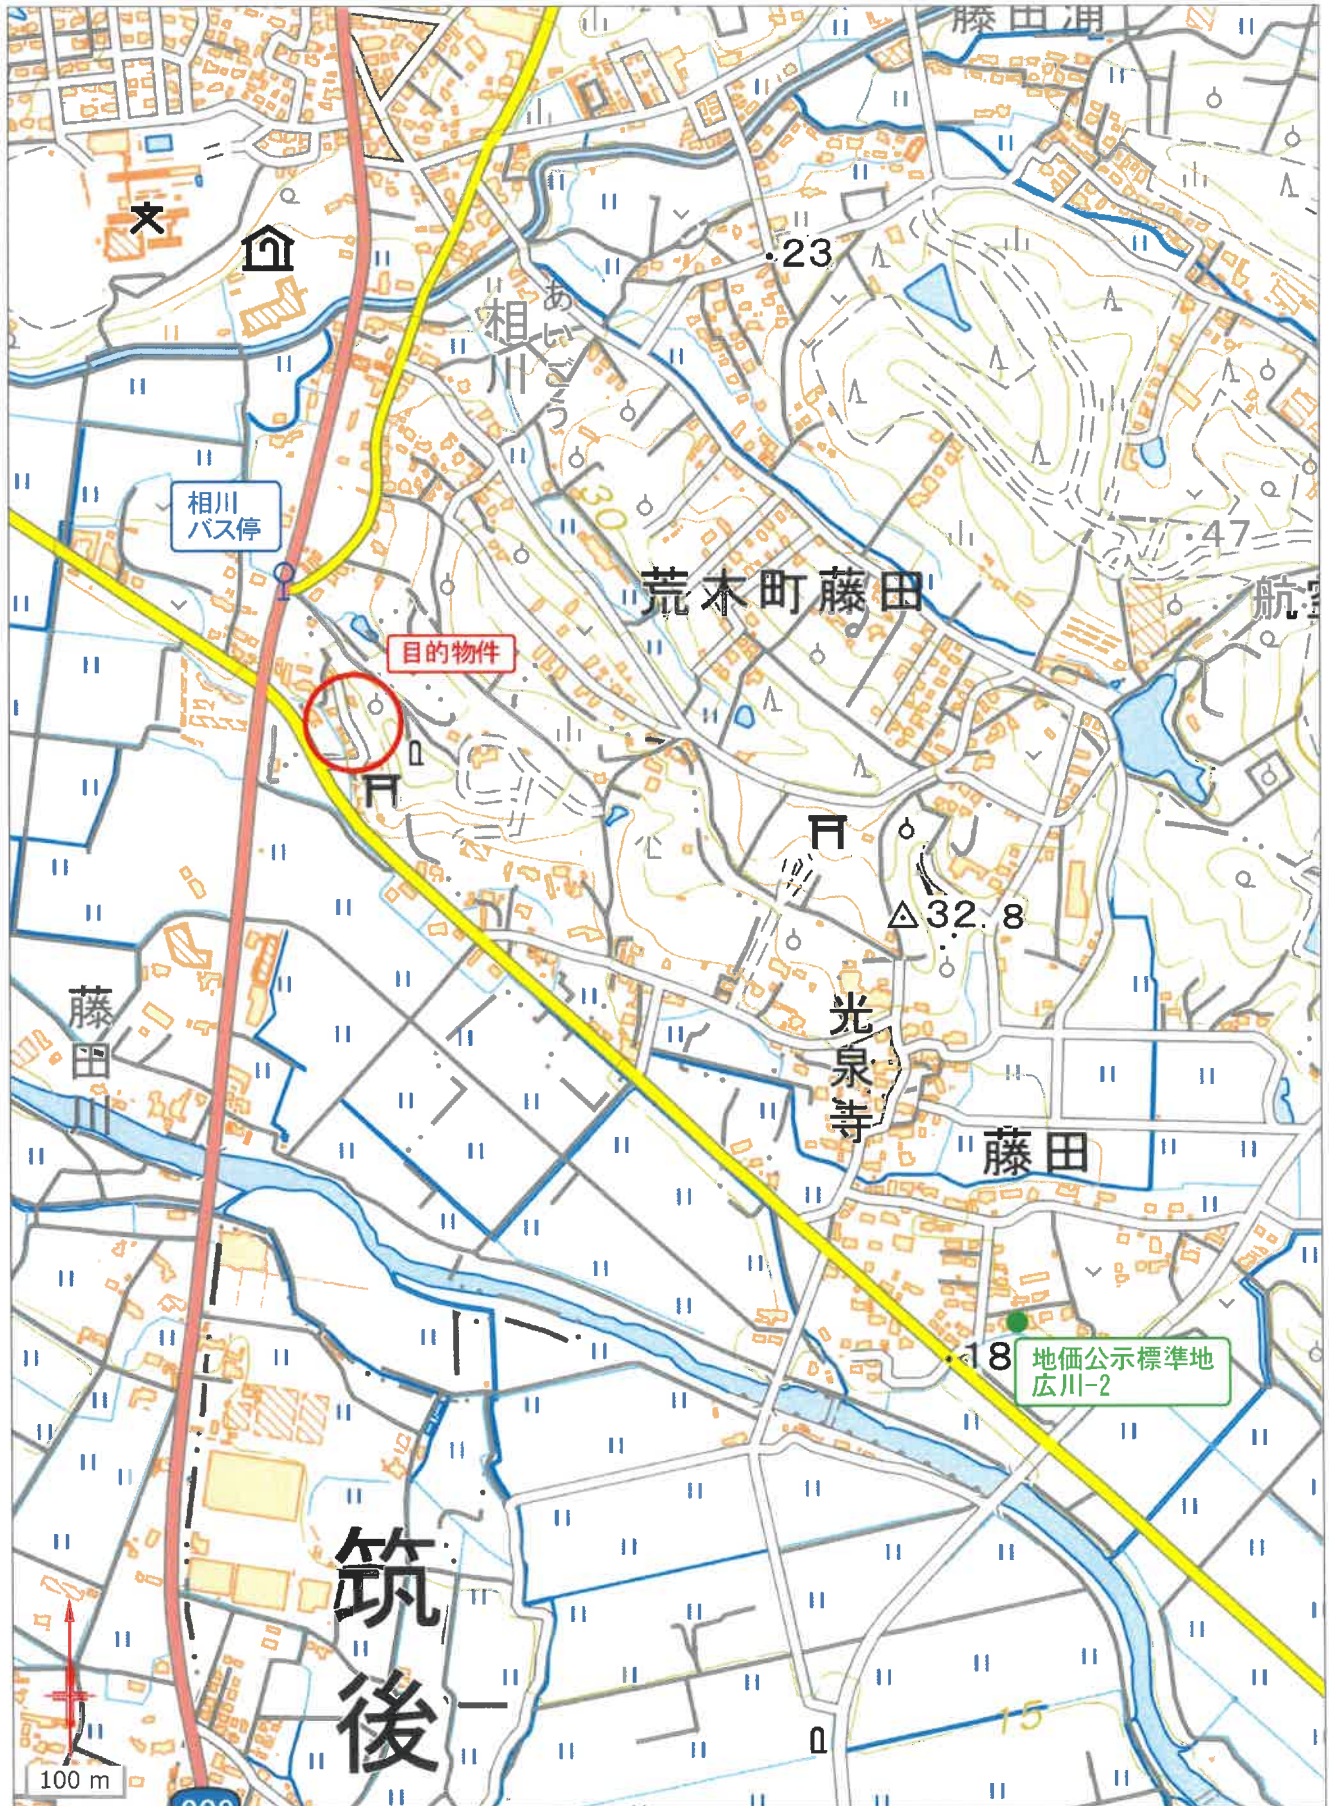 藤田浦
23
相川
あいごう
相川
バス停
30
47
荒木町藤田
目的物件
32.8
藤田川
光泉寺
藤田
18
地価公示標準地
広川-2
筑後
15
100 m